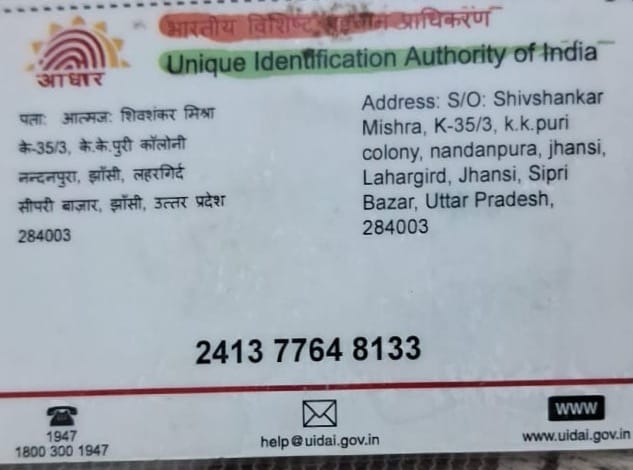 भारतीय विशिष्ट पहचान प्राधिकरण
Unique Identification Authority of India
आधार
पता: आत्मज: शिवशंकर मिश्रा
के-35/3, के.के.पुरी कॉलोनी
नन्दनपुरा, झाँसी, लहरगिर्द
सीपरी बाज़ार, झाँसी, उत्तर प्रदेश
284003
Address: S/O: Shivshankar
Mishra, K-35/3, k.k.puri
colony, nandanpura, jhansi,
Lahargird, Jhansi, Sipri
Bazar, Uttar Pradesh,
284003
2413 7764 8133
1947
1800 300 1947
help@uidai.gov.in
www
www.uidai.gov.in